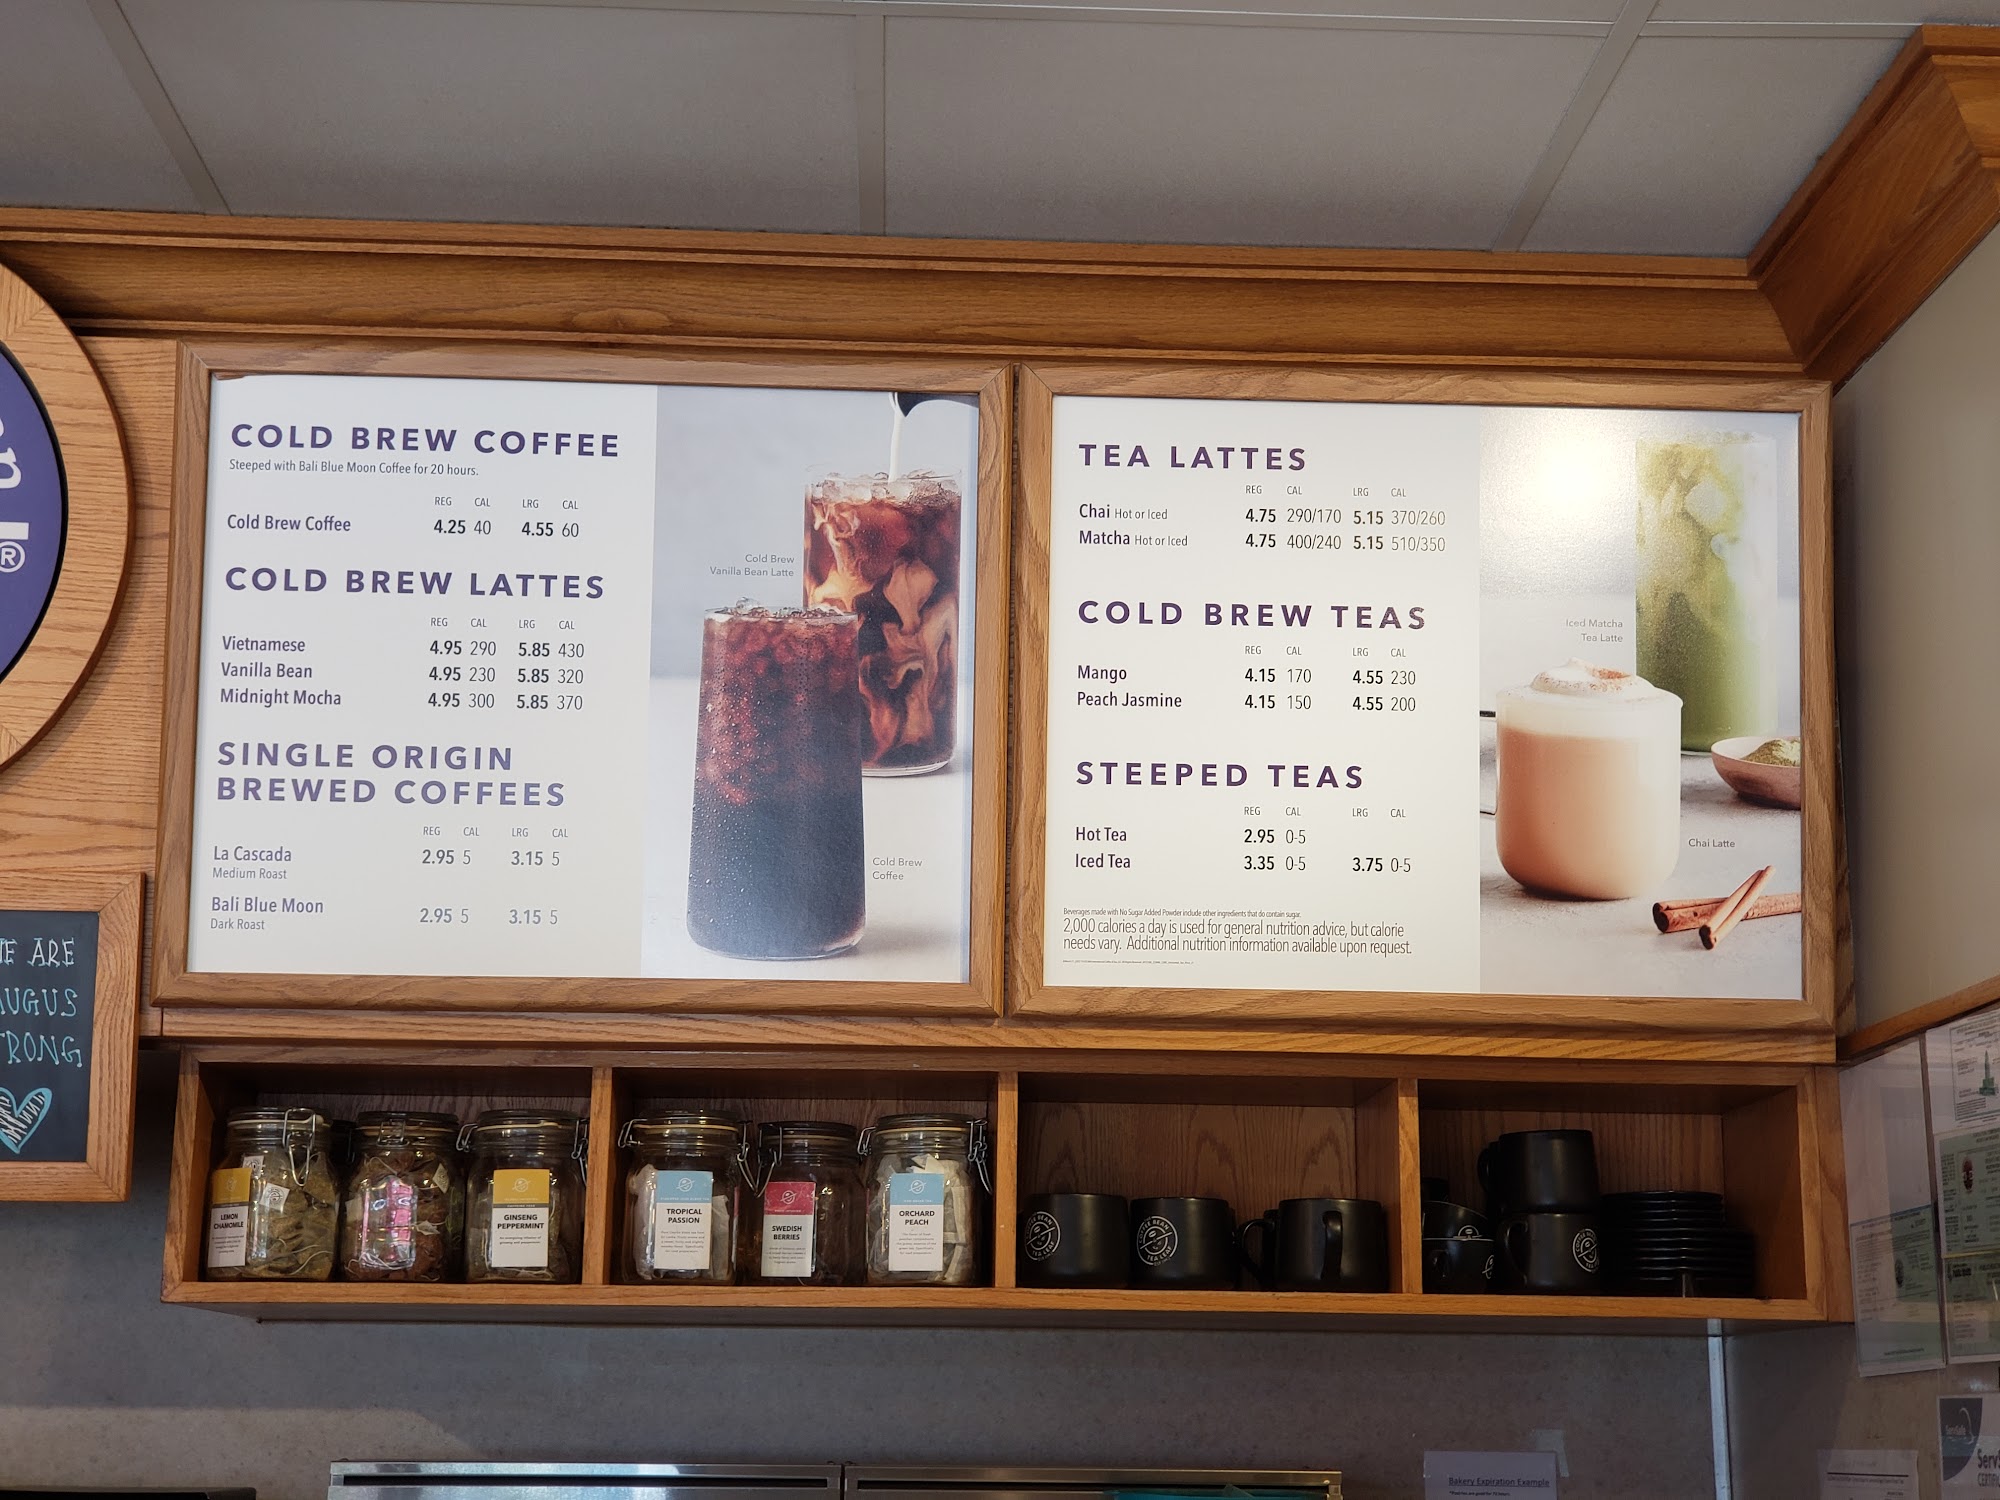 COLD BREW COFFEE
Steeped with Bali Blue Moon Coffee for 20 hours.
REG CAL LRG CAL
Cold Brew Coffee 4.25 40 4.55 60
COLD BREW LATTES
REG CAL LRG CAL
Vietnamese 4.95 290 5.85 430
Vanilla Bean 4.95 230 5.85 320
Midnight Mocha 4.95 300 5.85 370
SINGLE ORIGIN
BREWED COFFEES
REG CAL LRG CAL
La Cascada 2.95 5 3.15 5
Medium Roast
Bali Blue Moon 2.95 5 3.15 5
Dark Roast
Cold Brew
Vanilla Bean Latte
Cold Brew
Coffee
TEA LATTES
REG CAL LRG CAL
Chai Hot or Iced 4.75 290/170 5.15 370/260
Matcha Hot or Iced 4.75 400/240 5.15 510/350
COLD BREW TEAS
REG CAL LRG CAL
Mango 4.15 170 4.55 230
Peach Jasmine 4.15 150 4.55 200
STEEPED TEAS
REG CAL LRG CAL
Hot Tea 2.95 0-5
Iced Tea 3.35 0-5 3.75 0-5
Beverages made with No Sugar Added Powder include other ingredients that do contain sugar.
2,000 calories a day is used for general nutrition advice, but calorie
needs vary. Additional nutrition information available upon request.
Iced Matcha
Tea Latte
Chai Latte
®
ARE
AUGUS
TRONG
LEMON
CHAMOMILE
GINSENG
PEPPERMINT
TROPICAL
PASSION
SWEDISH
BERRIES
ORCHARD
PEACH
COFFEE BEAN
TEA LEAF
Bakery Expiration Example